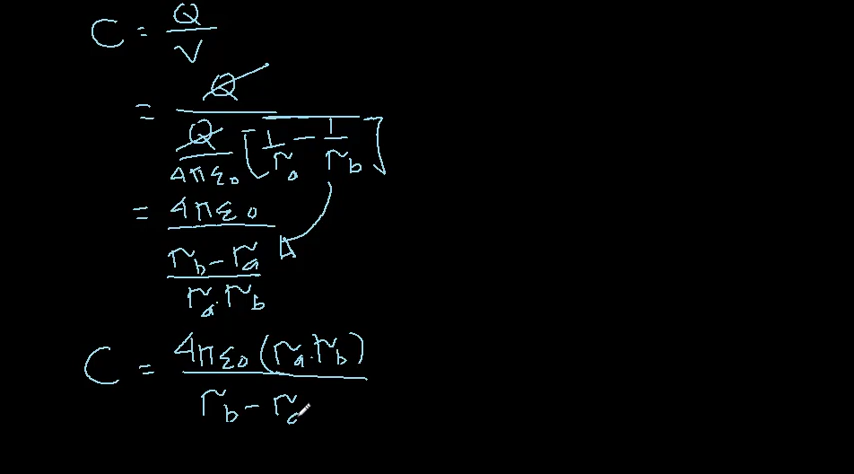 C = Q/V
= Q / (Q/4πε₀ [1/rₐ − 1/r_b])
= 4πε₀ / ((r_b − rₐ)/(rₐ.r_b))
C = 4πε₀(rₐ.r_b) / (r_b − rₐ)